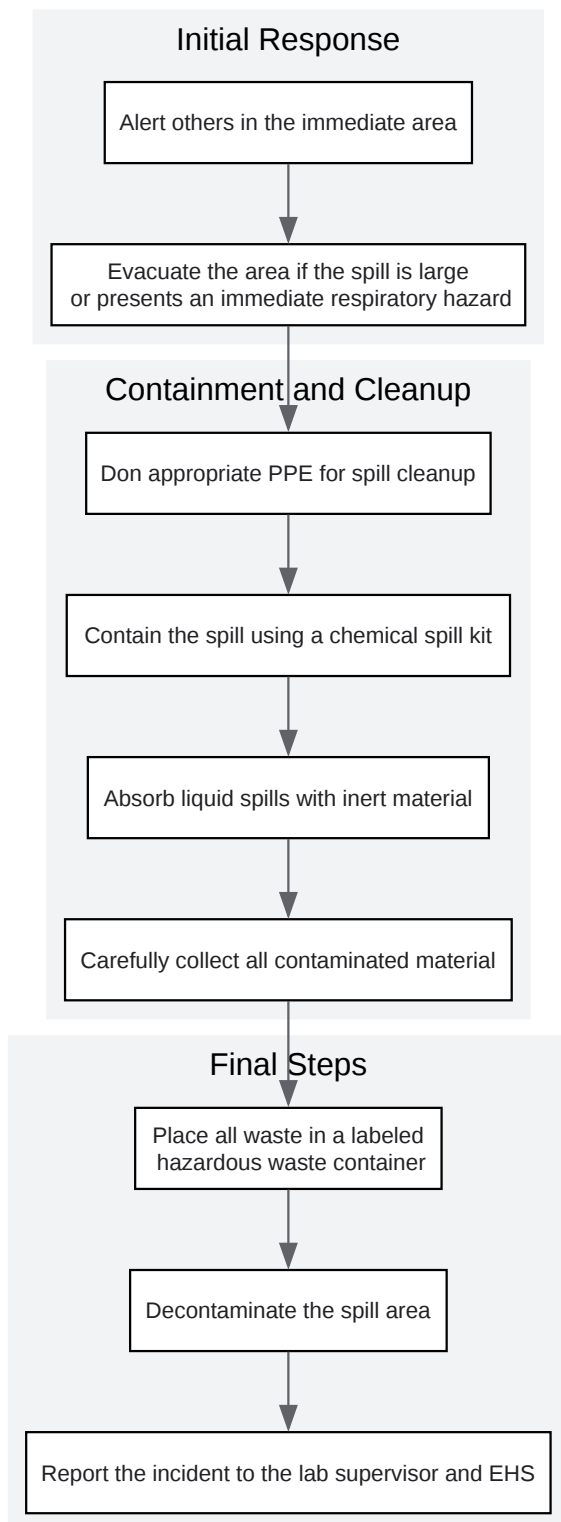 Initial Response
Alert others in the immediate area
Evacuate the area if the spill is large
or presents an immediate respiratory hazard
Containment and Cleanup
Don appropriate PPE for spill cleanup
Contain the spill using a chemical spill kit
Absorb liquid spills with inert material
Carefully collect all contaminated material
Final Steps
Place all waste in a labeled
hazardous waste container
Decontaminate the spill area
Report the incident to the lab supervisor and EHS